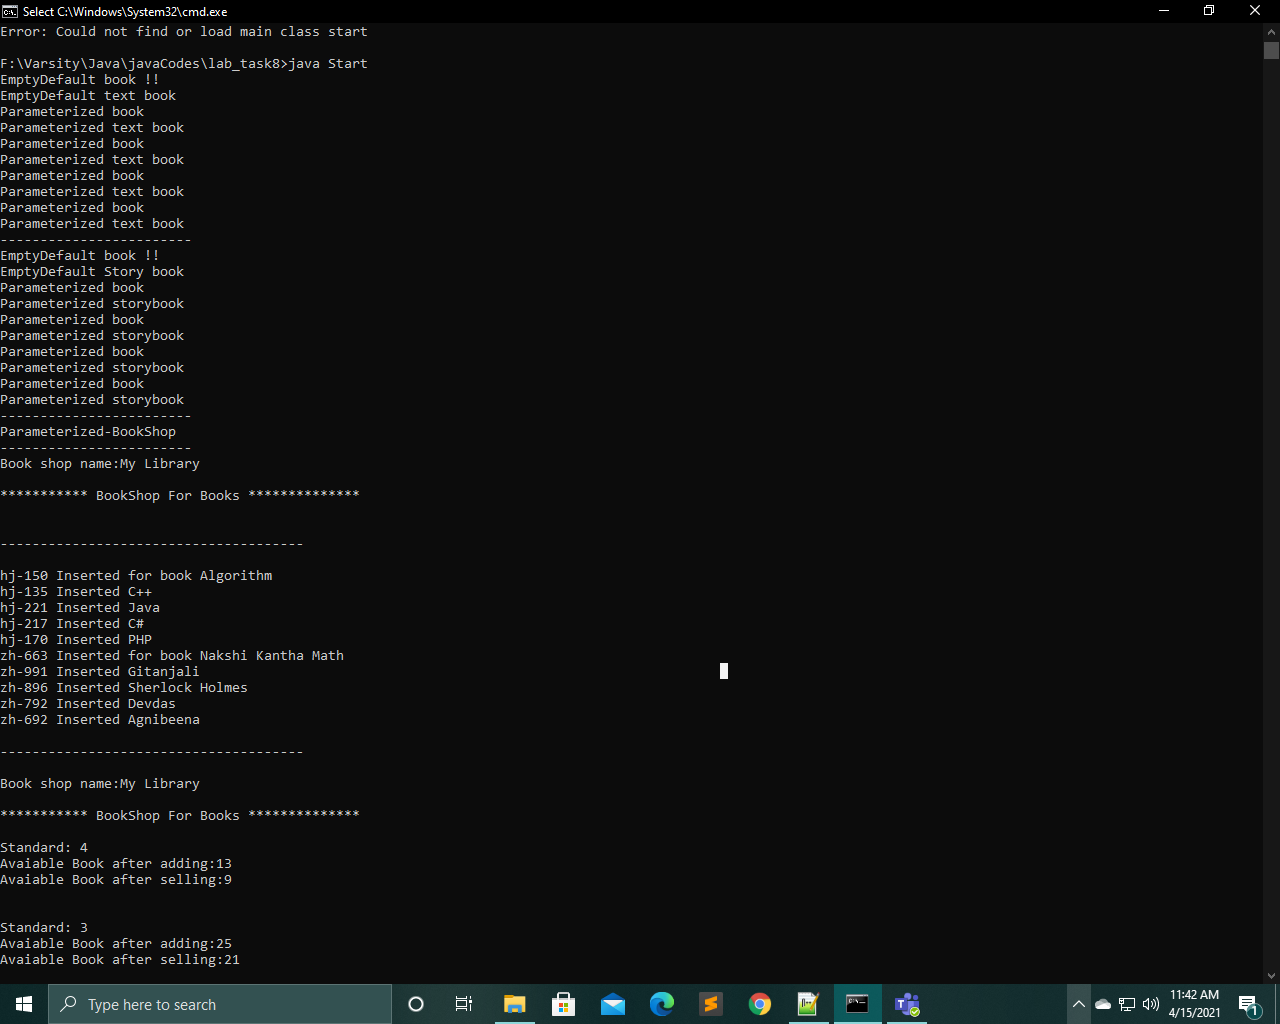 Select C:\Windows\System32\cmd.exe
Error: Could not find or load main class start
F:\Varsity\Java\javaCodes\lab_task8>java Start
EmptyDefault book !!
EmptyDefault text book
Parameterized book
Parameterized text book
Parameterized book
Parameterized text book
Parameterized book
Parameterized text book
Parameterized book
Parameterized text book
------------------------
EmptyDefault book !!
EmptyDefault Story book
Parameterized book
Parameterized storybook
Parameterized book
Parameterized storybook
Parameterized book
Parameterized storybook
Parameterized book
Parameterized storybook
------------------------
Parameterized-BookShop
------------------------
Book shop name:My Library
*********** BookShop For Books **************
--------------------------------------
hj-150 Inserted for book Algorithm
hj-135 Inserted C++
hj-221 Inserted Java
hj-217 Inserted C#
hj-170 Inserted PHP
zh-663 Inserted for book Nakshi Kantha Math
zh-991 Inserted Gitanjali
zh-896 Inserted Sherlock Holmes
zh-792 Inserted Devdas
zh-692 Inserted Agnibeena
--------------------------------------
Book shop name:My Library
*********** BookShop For Books **************
Standard: 4
Avaiable Book after adding:13
Avaiable Book after selling:9
Standard: 3
Avaiable Book after adding:25
Avaiable Book after selling:21
Type here to search
11:42 AM
4/15/2021
1